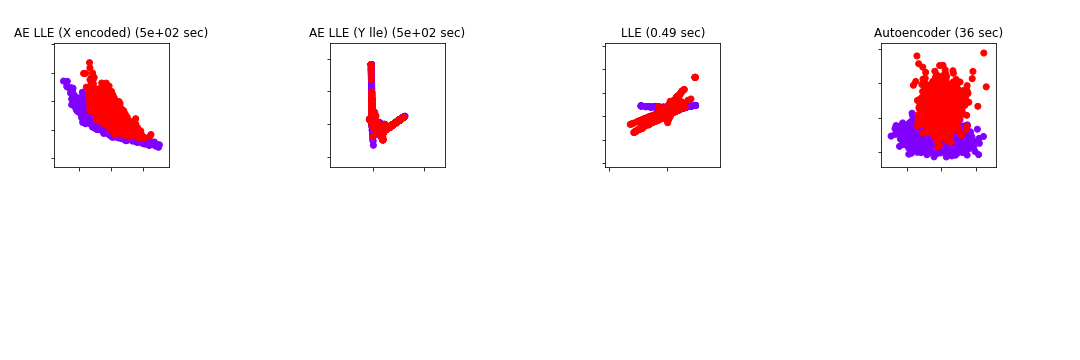 AE LLE (X encoded) (5e+02 sec)
AE LLE (Y lle) (5e+02 sec)
LLE (0.49 sec)
Autoencoder (36 sec)